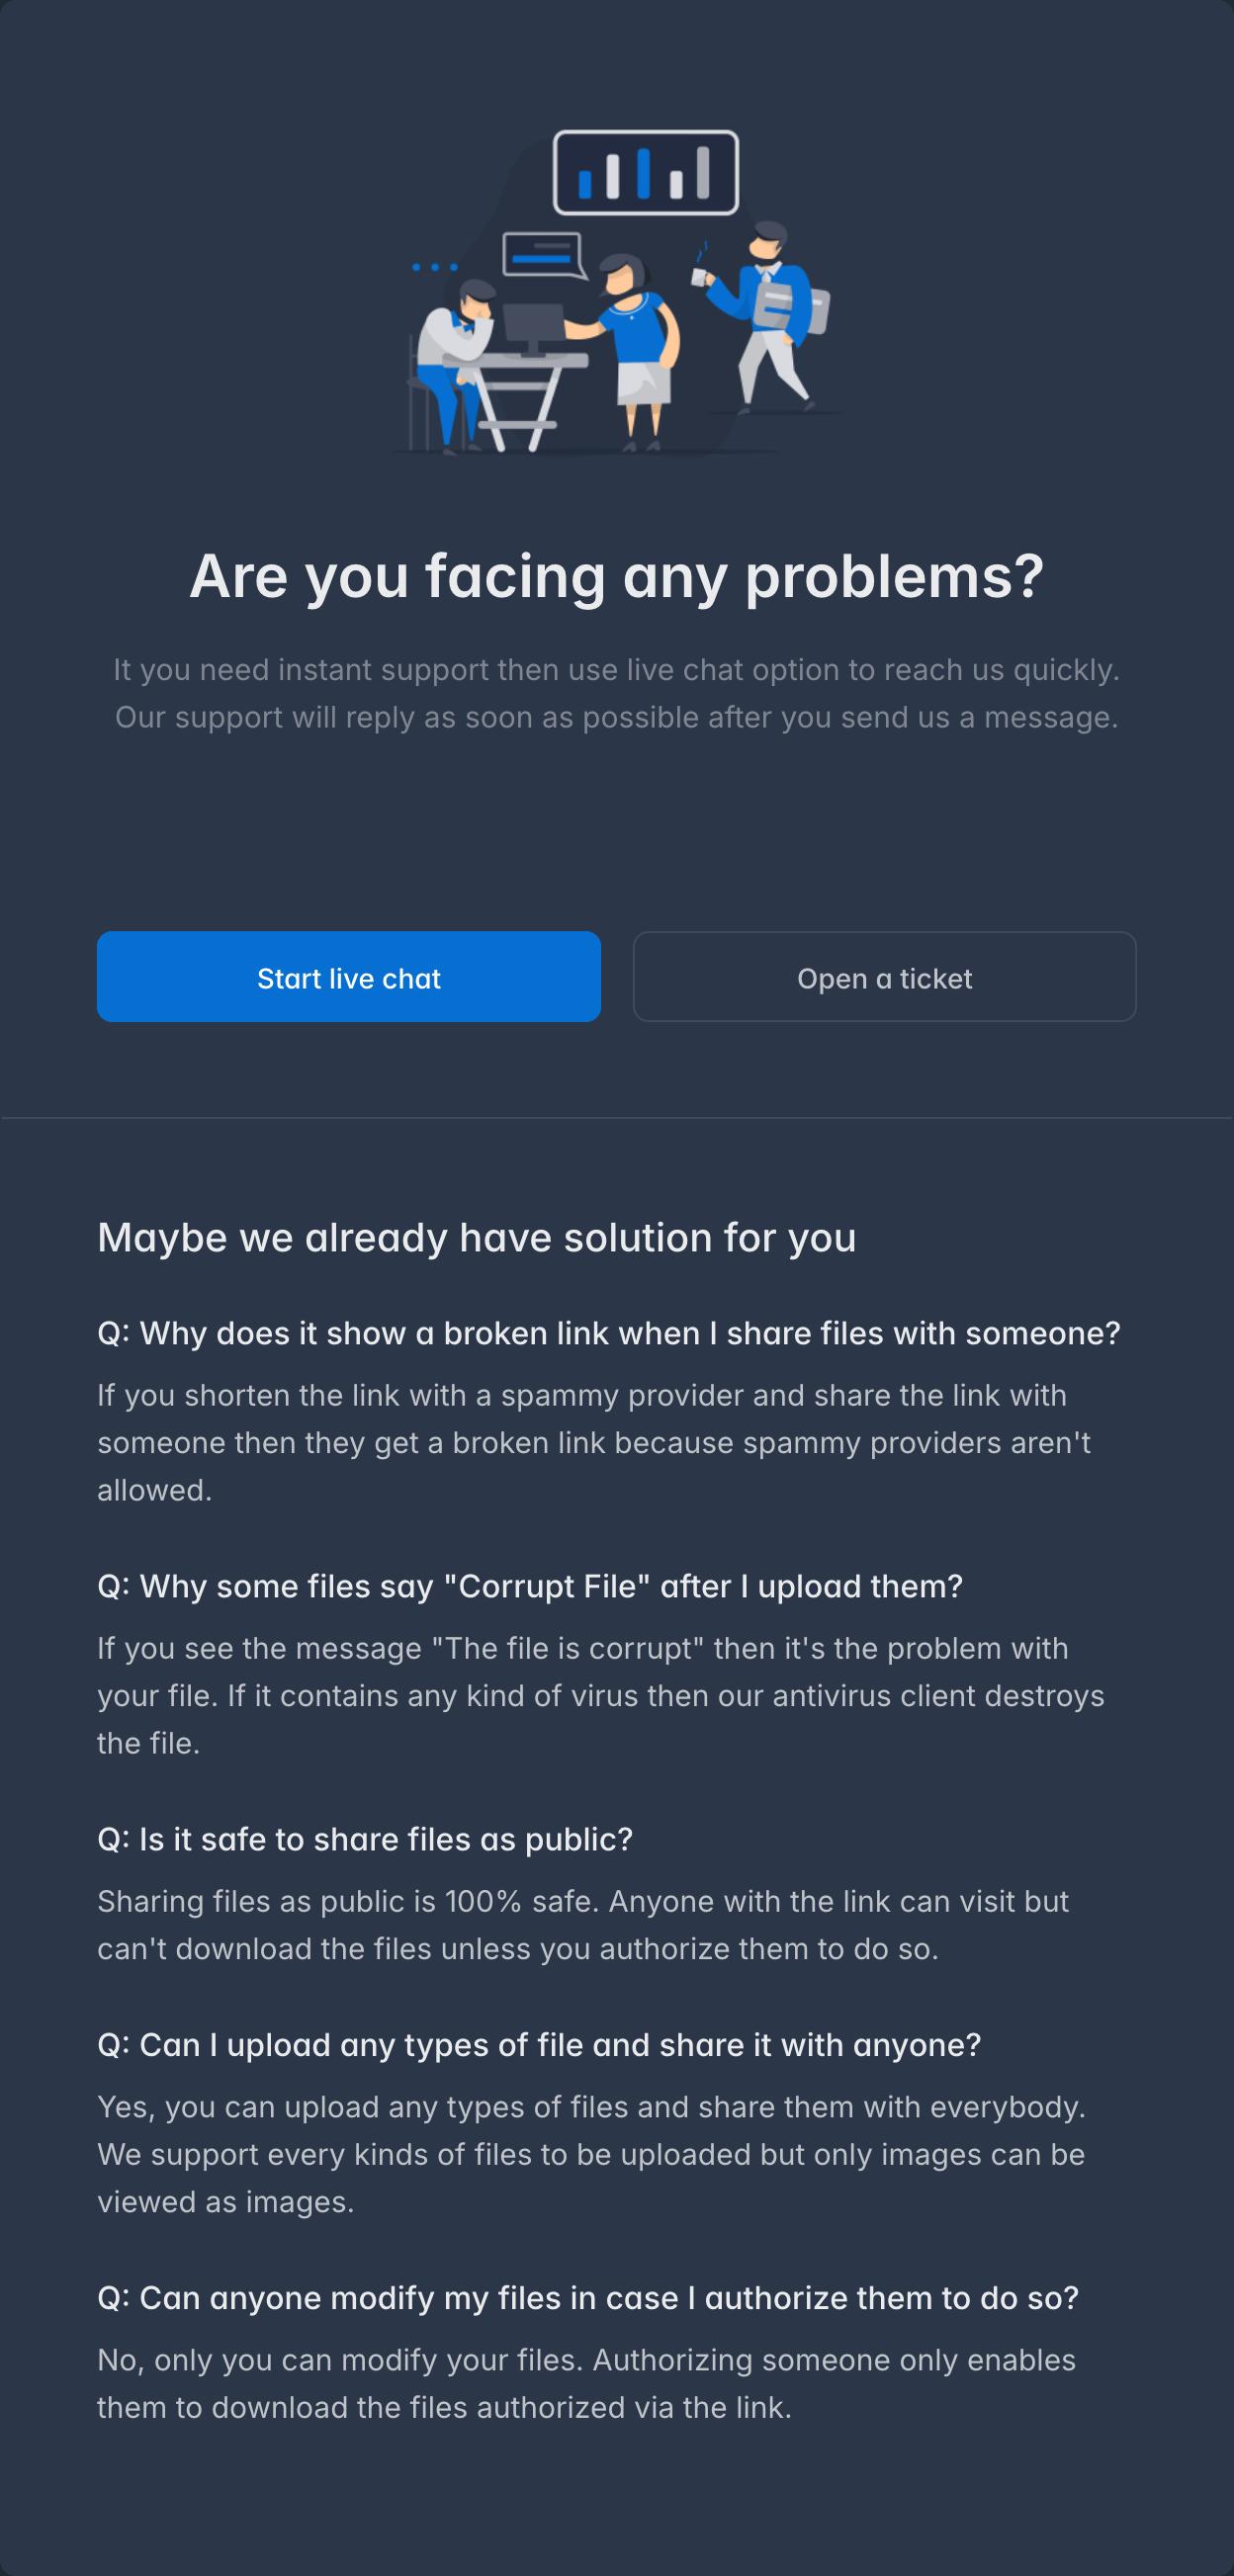 Are you facing any problems?
It you need instant support then use live chat option to reach us quickly.
Our support will reply as soon as possible after you send us a message.
Start live chat
Open a ticket
Maybe we already have solution for you
Q: Why does it show a broken link when I share files with someone?
If you shorten the link with a spammy provider and share the link with
someone then they get a broken link because spammy providers aren't
allowed.
Q: Why some files say "Corrupt File" after I upload them?
If you see the message "The file is corrupt" then it's the problem with
your file. If it contains any kind of virus then our antivirus client destroys
the file.
Q: Is it safe to share files as public?
Sharing files as public is 100% safe. Anyone with the link can visit but
can't download the files unless you authorize them to do so.
Q: Can I upload any types of file and share it with anyone?
Yes, you can upload any types of files and share them with everybody.
We support every kinds of files to be uploaded but only images can be
viewed as images.
Q: Can anyone modify my files in case I authorize them to do so?
No, only you can modify your files. Authorizing someone only enables
them to download the files authorized via the link.